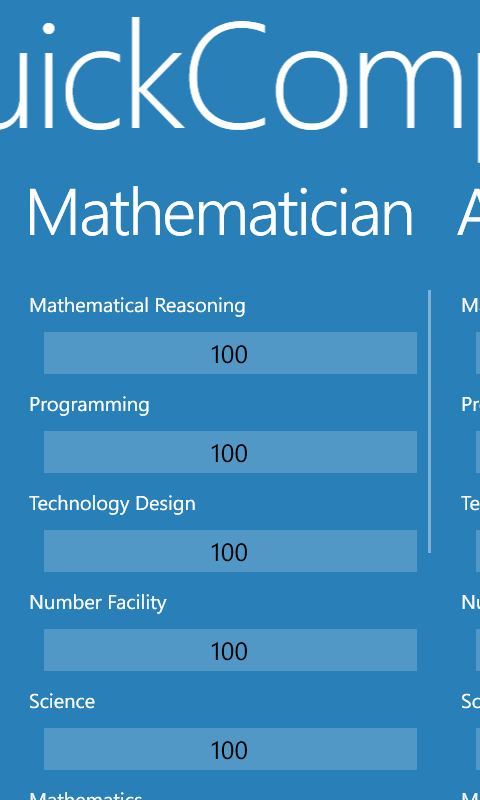 uickComp
Mathematician
A
Mathematical Reasoning
M
100
Programming
Pr
100
Technology Design
Te
100
Number Facility
Nu
100
Science
Sc
100
Mathematics
M